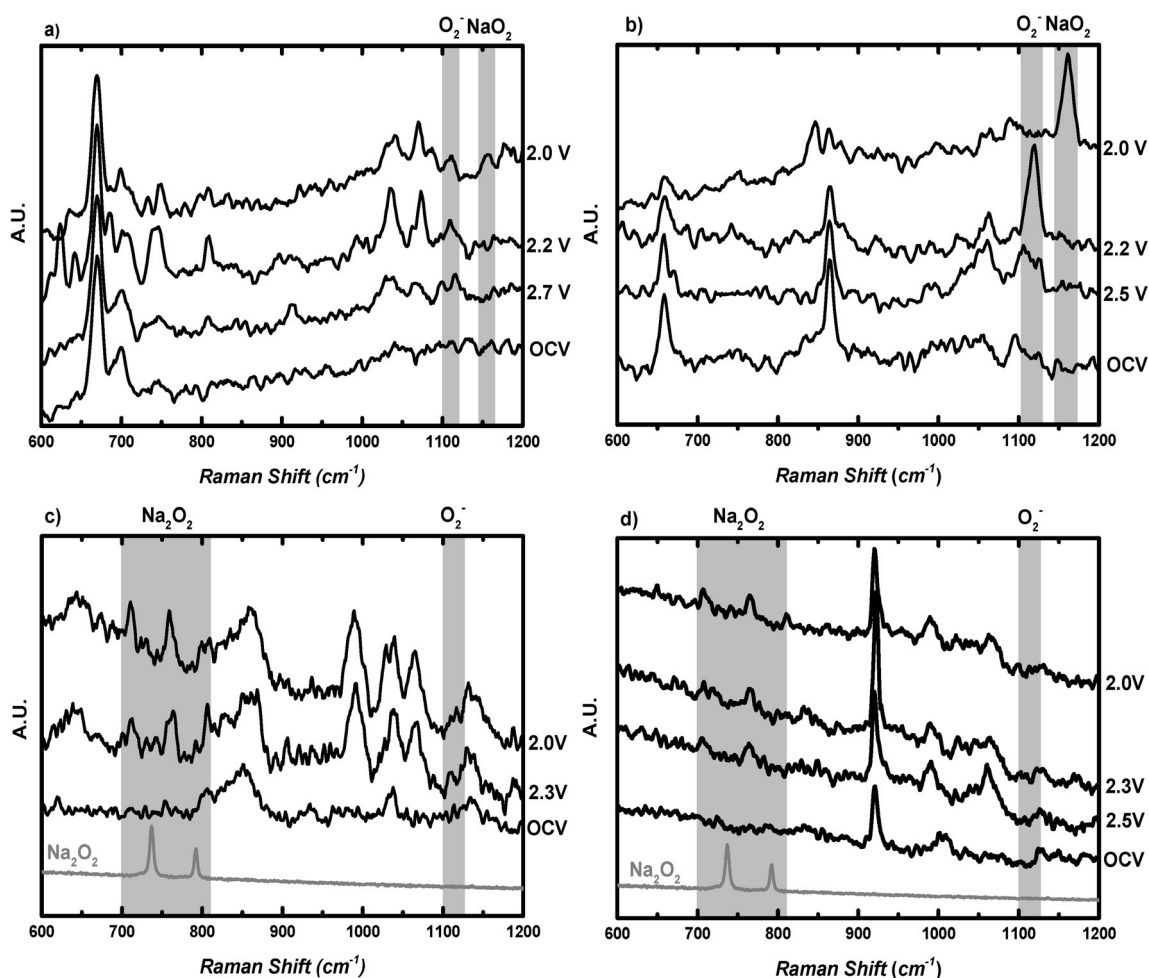 a) O₂⁻ NaO₂
A.U.
2.0 V
2.2 V
2.7 V
OCV
600 700 800 900 1000 1100 1200
Raman Shift (cm⁻¹)
b) O₂⁻ NaO₂
A.U.
2.0 V
2.2 V
2.5 V
OCV
600 700 800 900 1000 1100 1200
Raman Shift (cm⁻¹)
c) Na₂O₂ O₂⁻
A.U.
2.0V
2.3V
OCV
Na₂O₂
600 700 800 900 1000 1100 1200
Raman Shift (cm⁻¹)
d) Na₂O₂ O₂⁻
A.U.
2.0V
2.3V
2.5V
OCV
Na₂O₂
600 700 800 900 1000 1100 1200
Raman Shift (cm⁻¹)